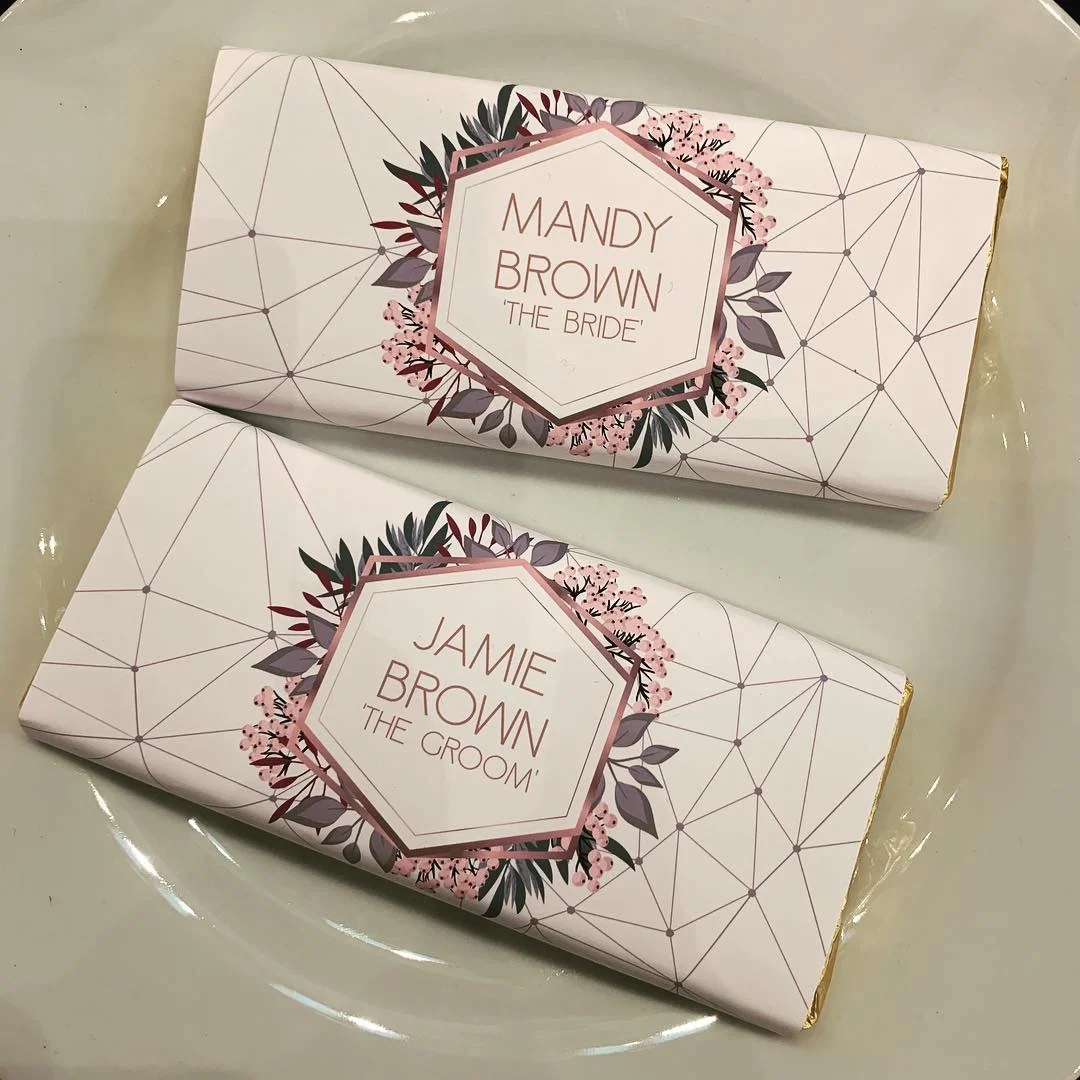 MANDY
BROWN
'THE BRIDE'
JAMIE
BROWN
'THE GROOM'